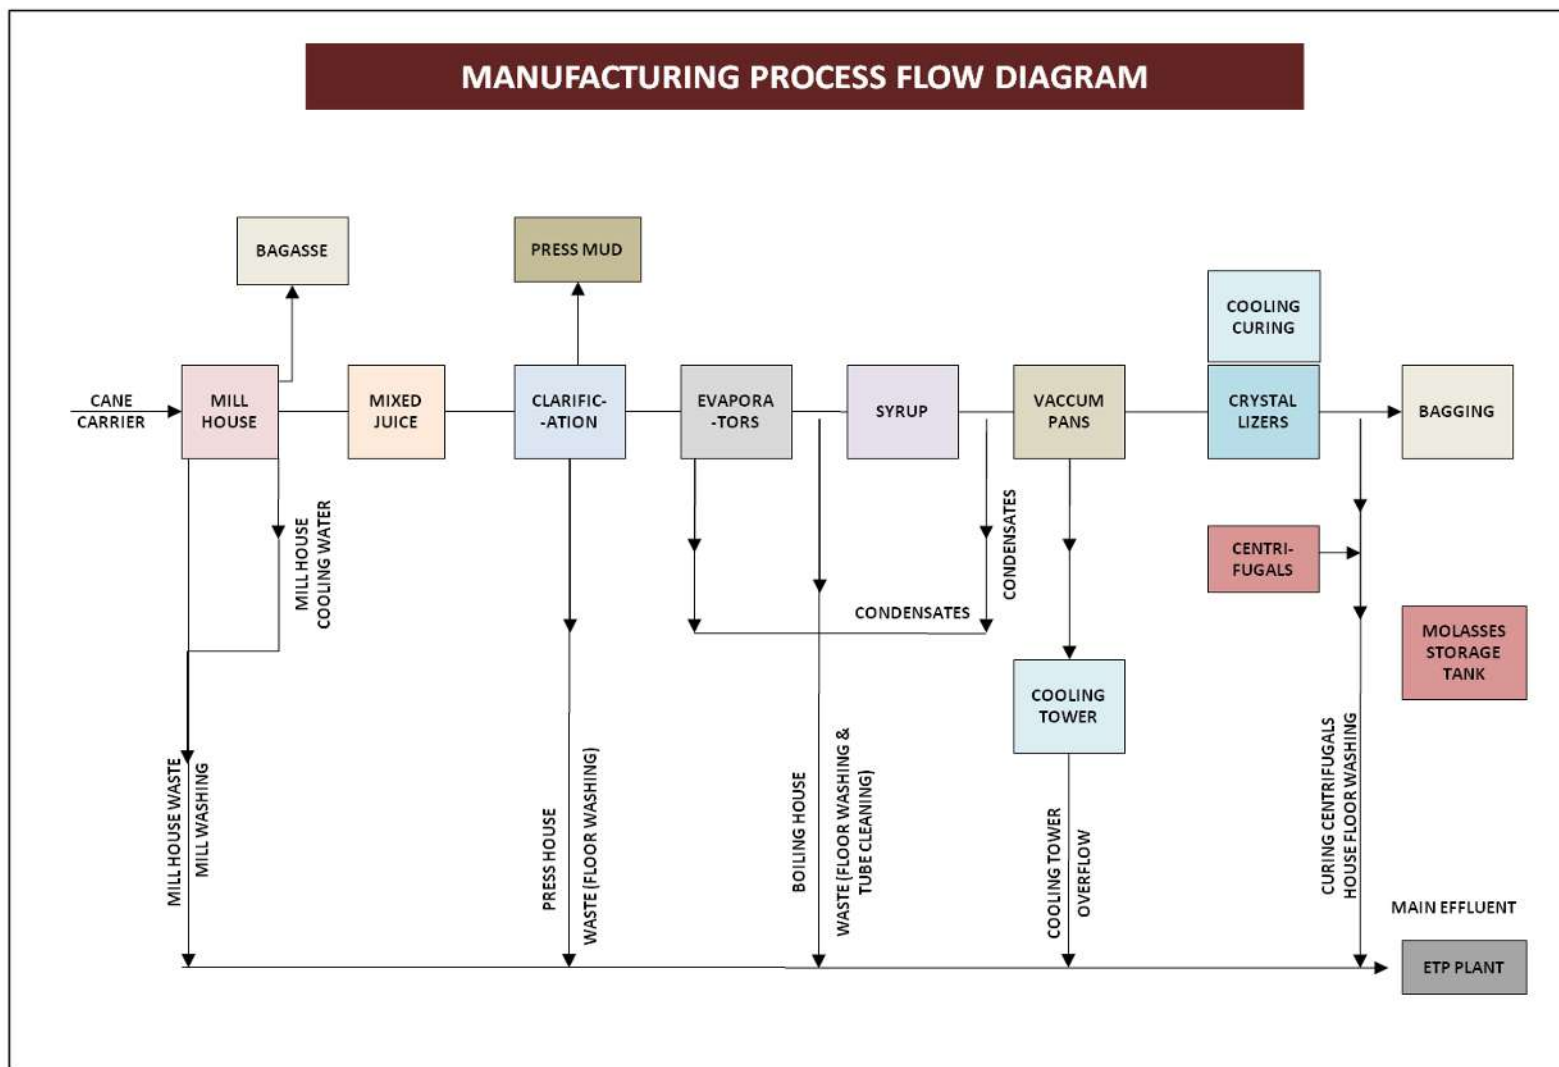 MANUFACTURING PROCESS FLOW DIAGRAM
BAGASSE
PRESS MUD
COOLING
CURING
CANE
CARRIER
MILL
HOUSE
MIXED
JUICE
CLARIFIC-
-ATION
EVAPORA
-TORS
SYRUP
VACCUM
PANS
CRYSTAL
LIZERS
BAGGING
MILL HOUSE
COOLING WATER
CONDENSATES
CONDENSATES
CENTRI-
FUGALS
MOLASSES
STORAGE
TANK
COOLING
TOWER
MILL HOUSE WASTE
MILL WASHING
PRESS HOUSE
WASTE (FLOOR WASHING)
BOILING HOUSE
WASTE (FLOOR WASHING &
TUBE CLEANING)
COOLING TOWER
OVERFLOW
CURING CENTRIFUGALS
HOUSE FLOOR WASHING
MAIN EFFLUENT
ETP PLANT